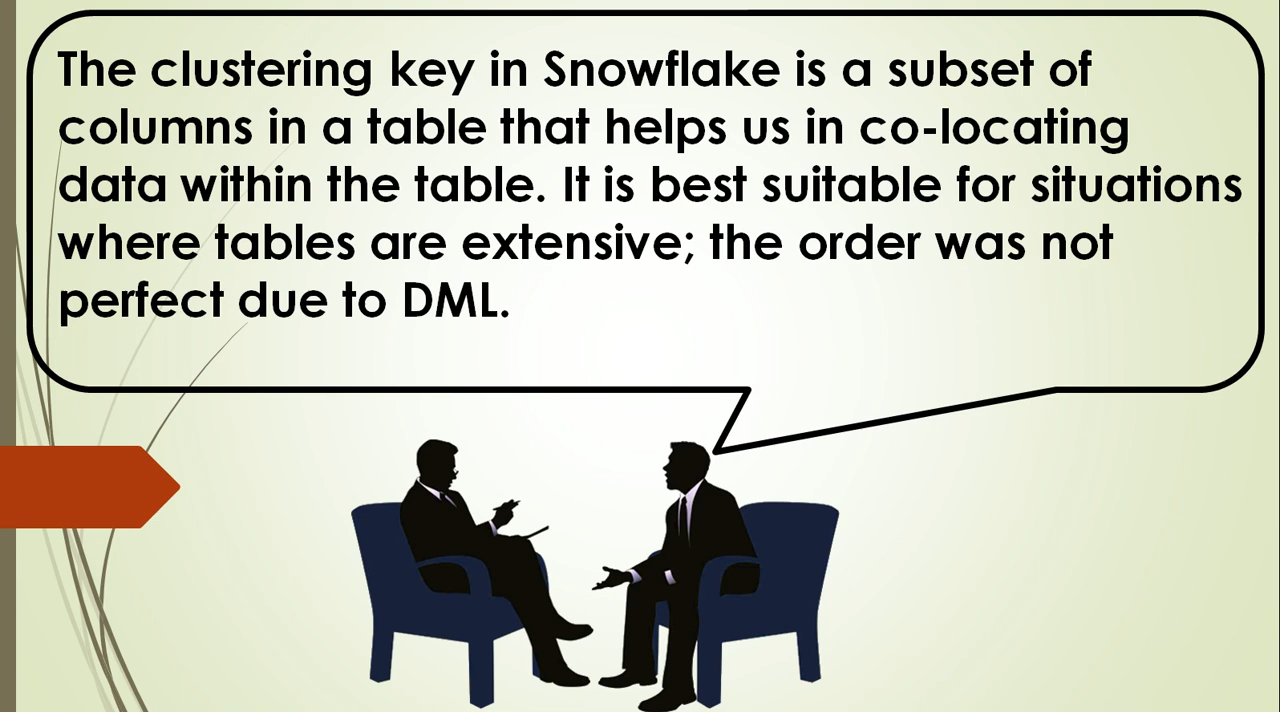 The clustering key in Snowflake is a subset of
columns in a table that helps us in co-locating
data within the table. It is best suitable for situations
where tables are extensive; the order was not
perfect due to DML.